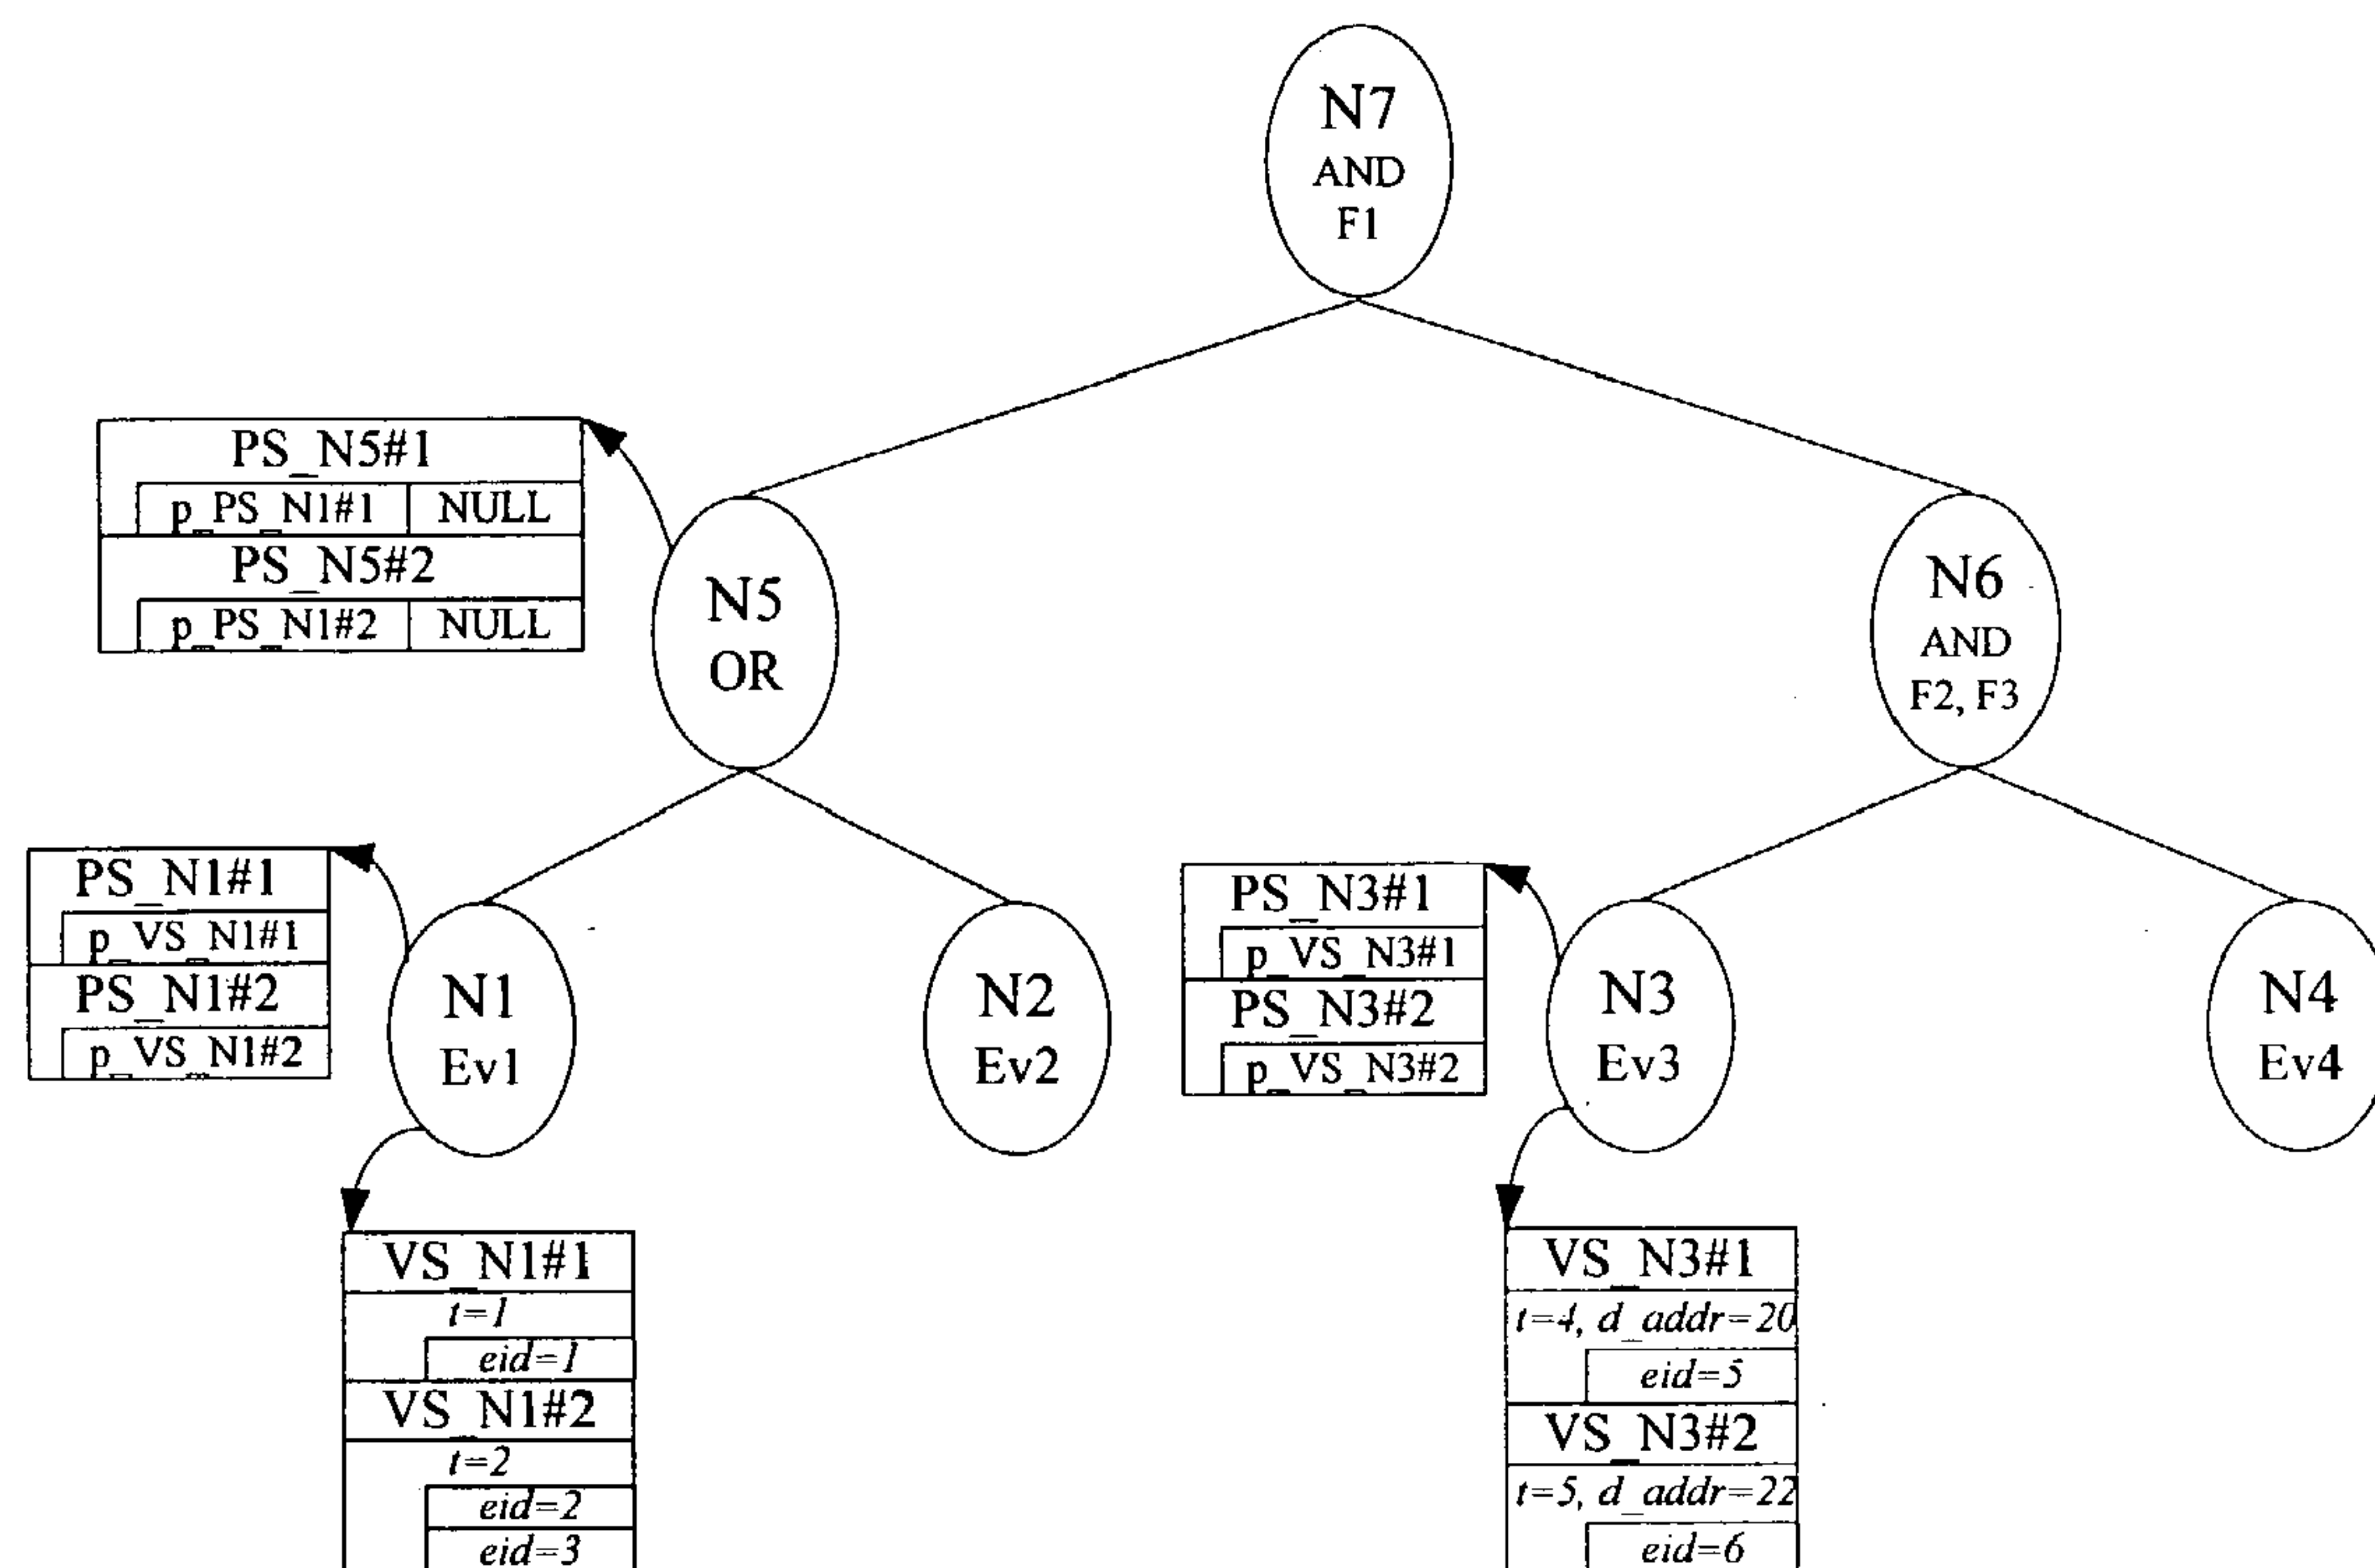 N7
AND
F1
PS_N5#1
p_PS_N1#1 NULL
PS_N5#2
p_PS_N1#2 NULL
N5
OR
N6
AND
F2, F3
PS_N1#1
p_VS_N1#1
PS_N1#2
p_VS_N1#2
N1
Ev1
N2
Ev2
PS_N3#1
p_VS_N3#1
PS_N3#2
p_VS_N3#2
N3
Ev3
N4
Ev4
VS_N1#1
t=1
eid=1
VS_N1#2
t=2
eid=2
eid=3
VS_N3#1
t=4, d_addr=20
eid=5
VS_N3#2
t=5, d_addr=22
eid=6